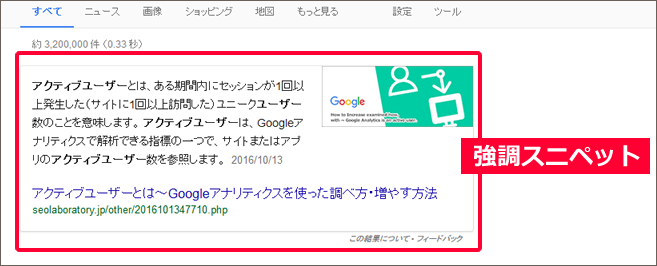 すべて ニュース 画像 ショッピング 地図 もっと見る 設定 ツール
約 3,200,000 件 (0.33 秒)
アクティブユーザーとは、ある期間内にセッションが1回以
上発生した(サイトに1回以上訪問した)ユニークユーザー
数のことを意味します。 アクティブユーザーは、Googleア
ナリティクスで解析できる指標の一つで、サイトまたはアプ
リのアクティブユーザー数を参照します。 2016/10/13
Google
How to Increase examined how
with ~ Google Analytics is an active user.
強調スニペット
アクティブユーザーとは～Googleアナリティクスを使った調べ方・増やす方法
seolaboratory.jp/other/2016101347710.php
この結果について • フィードバック